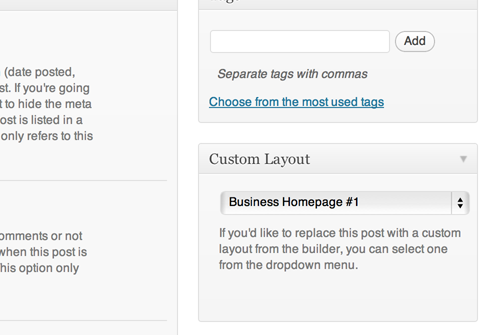 Add
Separate tags with commas
Choose from the most used tags
(date posted,
st. If you're going
t to hide the meta
ost is listed in a
only refers to this
Custom Layout
Business Homepage #1
If you'd like to replace this post with a custom
layout from the builder, you can select one
from the dropdown menu.
omments or not
when this post is
his option only